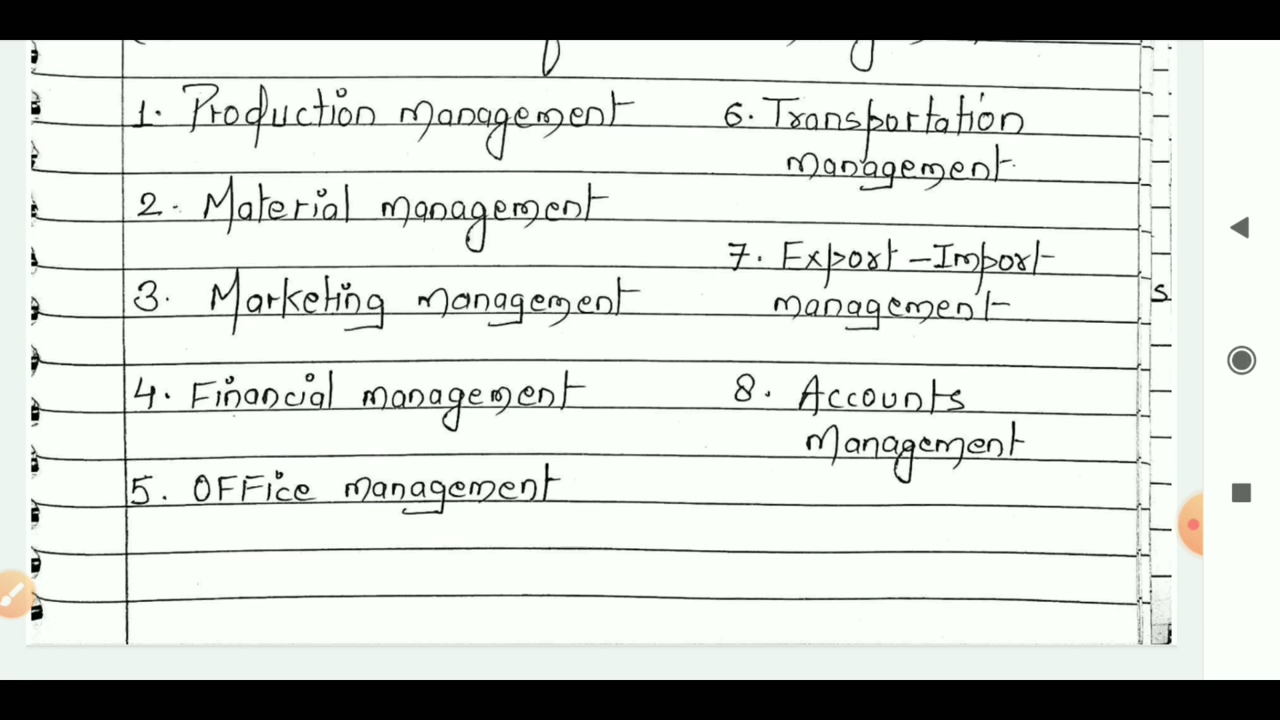 1. Production management
2. Material management
3. Marketing management
4. Financial management
5. OFFice management
6. Transportation
management.
7. Export - Import
management
8. Accounts
Management
s